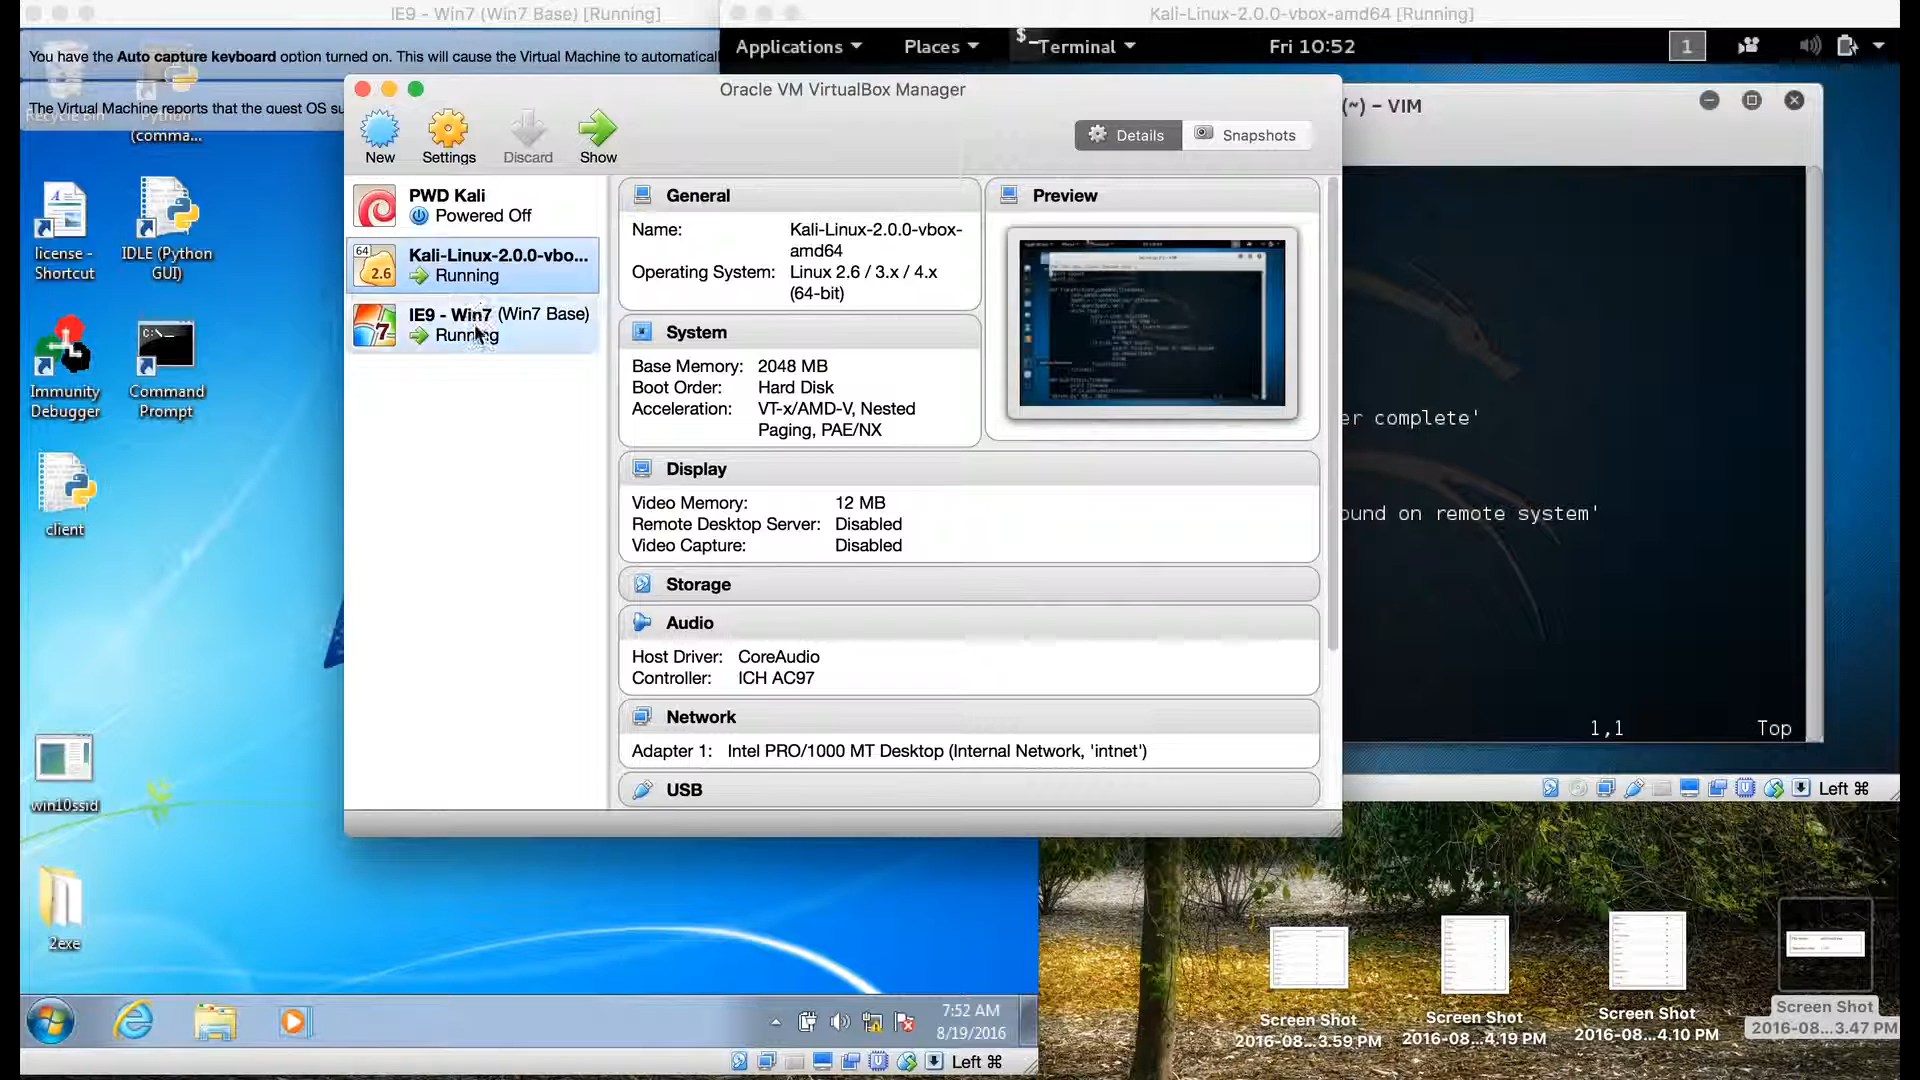 IE9 - Win7 (Win7 Base) [Running]
Kali-Linux-2.0.0-vbox-amd64 [Running]
You have the Auto capture keyboard option turned on. This will cause the Virtual Machine to automatical
Applications
Places
Terminal
Fri 10:52
1
The Virtual Machine reports that the guest OS su
Recycle Bin
(comma...
license -
Shortcut
IDLE (Python
GUI)
Immunity
Debugger
Command
Prompt
client
win10ssid
2exe
Oracle VM VirtualBox Manager
New
Settings
Discard
Show
Details
Snapshots
PWD Kali
Powered Off
64
2.6
Kali-Linux-2.0.0-vbo...
Running
7
IE9 - Win7 (Win7 Base)
Running
General
Name: Kali-Linux-2.0.0-vbox-
amd64
Operating System: Linux 2.6 / 3.x / 4.x
(64-bit)
Preview
System
Base Memory: 2048 MB
Boot Order: Hard Disk
Acceleration: VT-x/AMD-V, Nested
Paging, PAE/NX
Display
Video Memory: 12 MB
Remote Desktop Server: Disabled
Video Capture: Disabled
Storage
Audio
Host Driver: CoreAudio
Controller: ICH AC97
Network
Adapter 1: Intel PRO/1000 MT Desktop (Internal Network, 'intnet')
USB
(~) - VIM
er complete'
ound on remote system'
1,1
Top
Left ⌘
7:52 AM
8/19/2016
Left ⌘
Screen Shot
2016-08...3.59 PM
Screen Shot
2016-08...4.19 PM
Screen Shot
2016-08...4.10 PM
Screen Shot
2016-08...3.47 PM